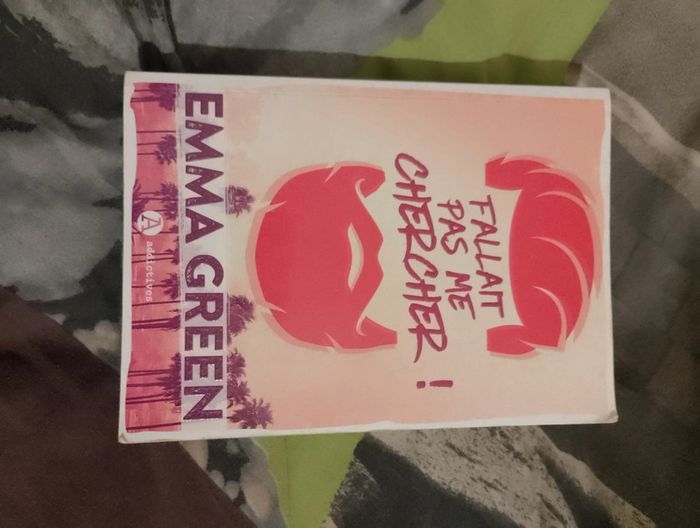 FALLAIT
PAS ME
CHERCHER !
EMMA GREEN
A addictives